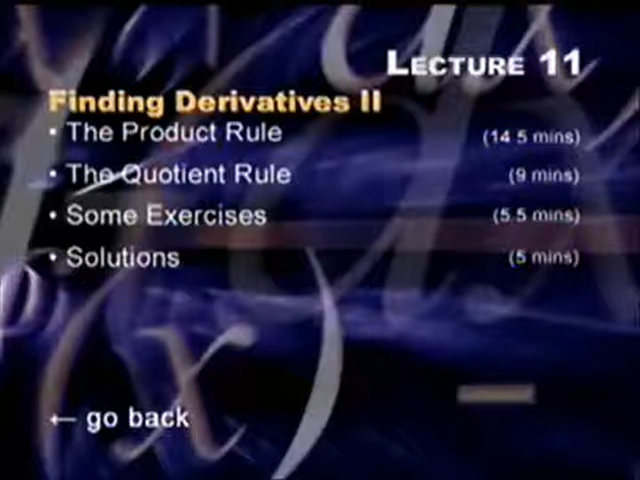 LECTURE 11
Finding Derivatives II
• The Product Rule (14.5 mins)
• The Quotient Rule (9 mins)
• Some Exercises (5.5 mins)
• Solutions (5 mins)
← go back